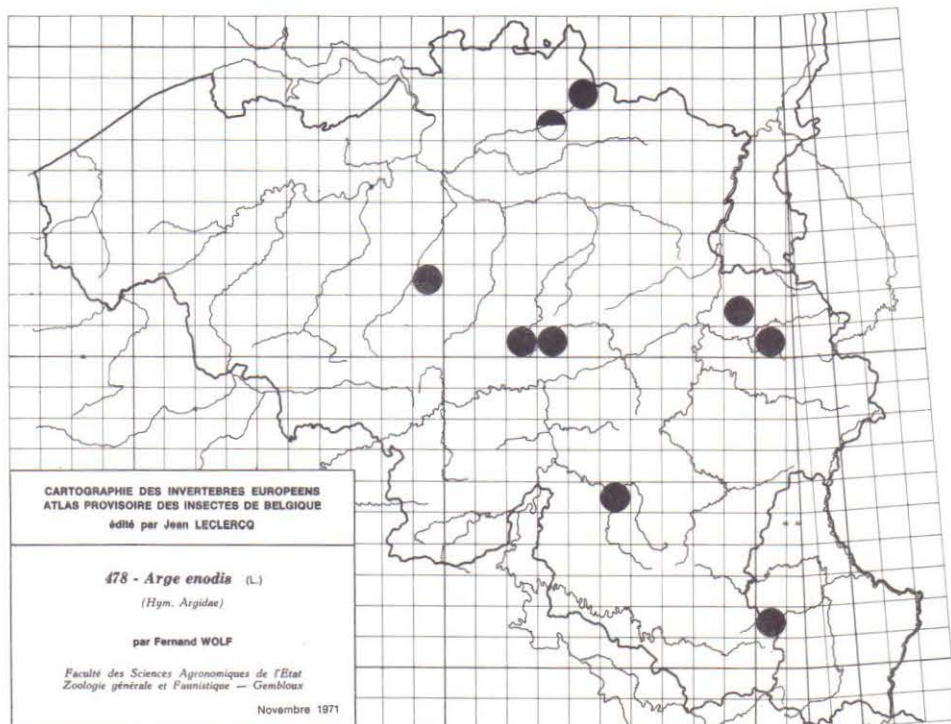 CARTOGRAPHIE DES INVERTEBRES EUROPEENS
ATLAS PROVISOIRE DES INSECTES DE BELGIQUE
édité par Jean LECLERCQ
478 - Arge enodis (L.)
(Hym. Argidae)
par Fernand WOLF
Faculté des Sciences Agronomiques de l'Etat
Zoologie générale et Faunistique — Gembloux
Novembre 1971